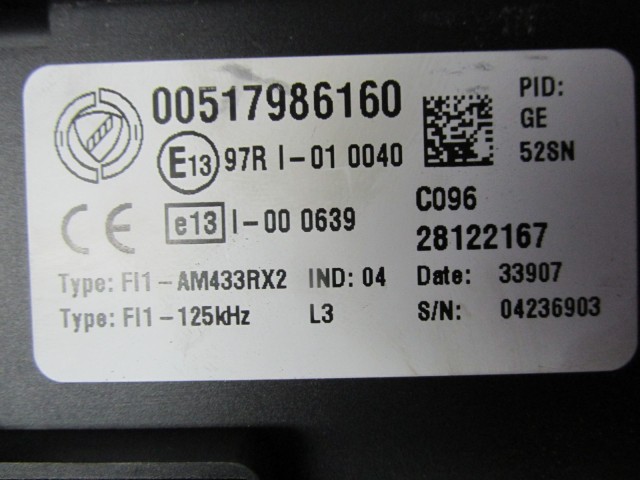 00517986160
PID:
GE
52SN
E13 97R I-01 0040
CE
e13 I-00 0639
C096
28122167
Type: FI1-AM433RX2 IND: 04 Date: 33907
Type: FI1-125kHz L3 S/N: 04236903